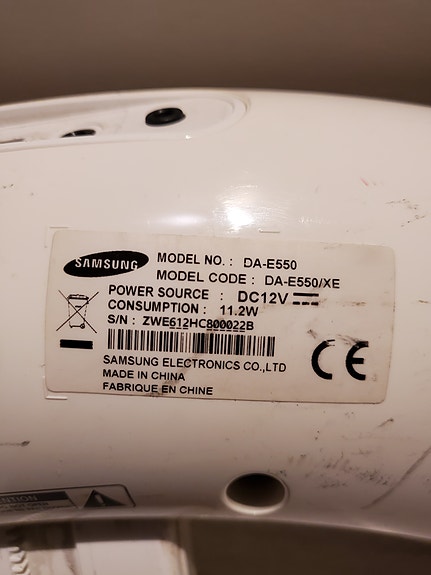 SAMSUNG
MODEL NO. : DA-E550
MODEL CODE : DA-E550/XE
POWER SOURCE : DC12V
CONSUMPTION : 11.2W
S/N : ZWE612HC800022B
SAMSUNG ELECTRONICS CO.,LTD
MADE IN CHINA
FABRIQUE EN CHINE
CE